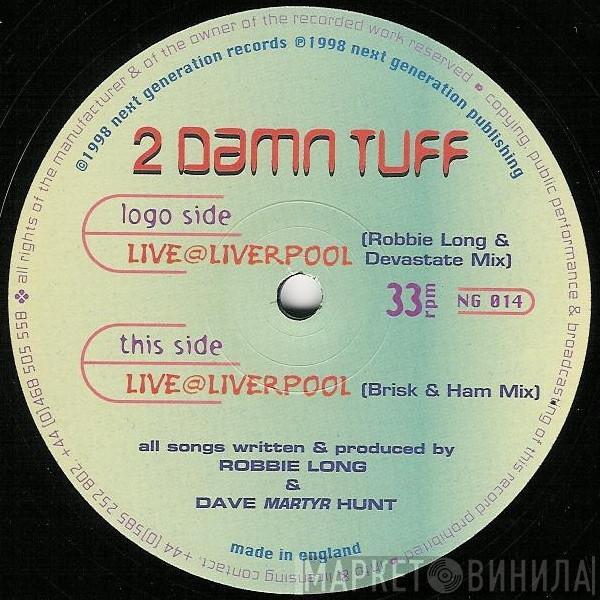 ❖ all rights of the manufacturer & of the owner of the recorded work reserved • copying, public performance & broadcasting of this record prohibited •
licensing contact. +44 (0)585 252 802, +44 (0)468 505 558
©1998 next generation records ℗1998 next generation publishing
2 Damn Tuff
logo side
LIVE@LIVERPOOL (Robbie Long &
Devastate Mix)
33 rpm NG 014
this side
LIVE@LIVERPOOL (Brisk & Ham Mix)
all songs written & produced by
ROBBIE LONG
&
DAVE MARTYR HUNT
made in england
МАРКЕТ ВИНИЛА